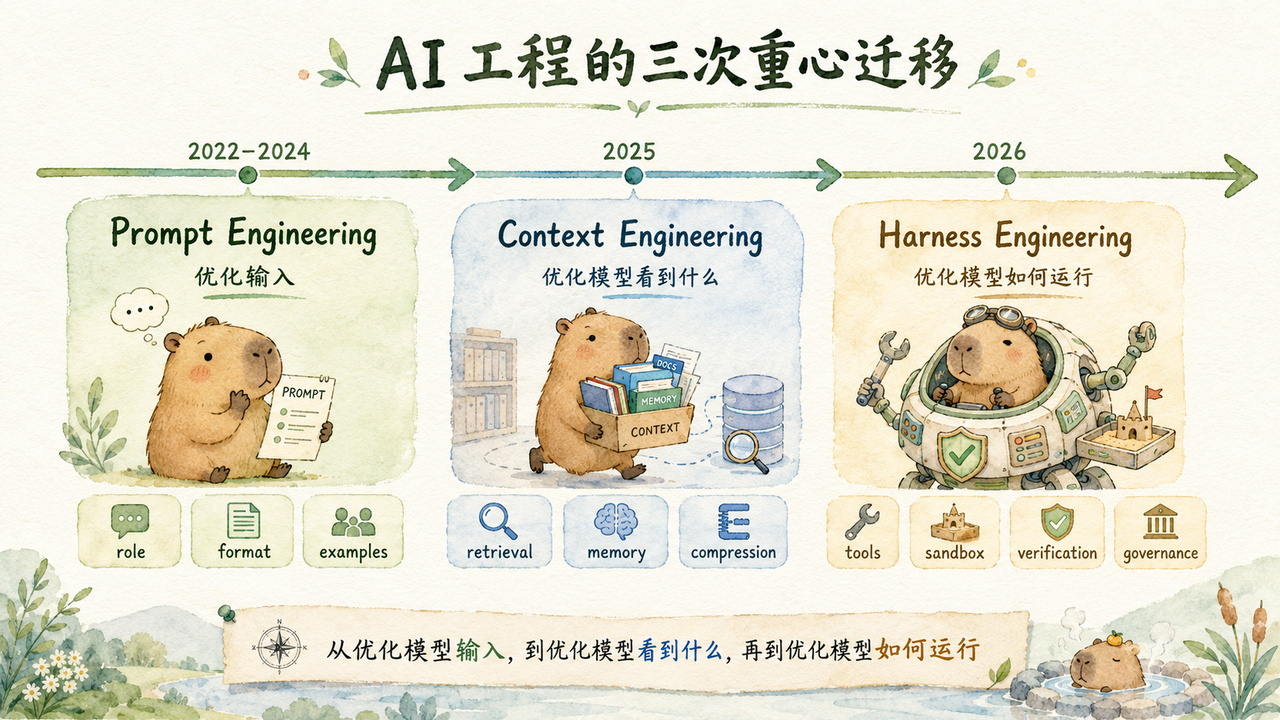 AI 工程的三次重心迁移
2022–2024
2025
2026
Prompt Engineering
优化输入
PROMPT
role
format
examples
Context Engineering
优化模型看到什么
DOCS
MEMORY
CONTEXT
retrieval
memory
compression
Harness Engineering
优化模型如何运行
tools
sandbox
verification
governance
N
从优化模型输入, 到优化模型看到什么, 再到优化模型如何运行